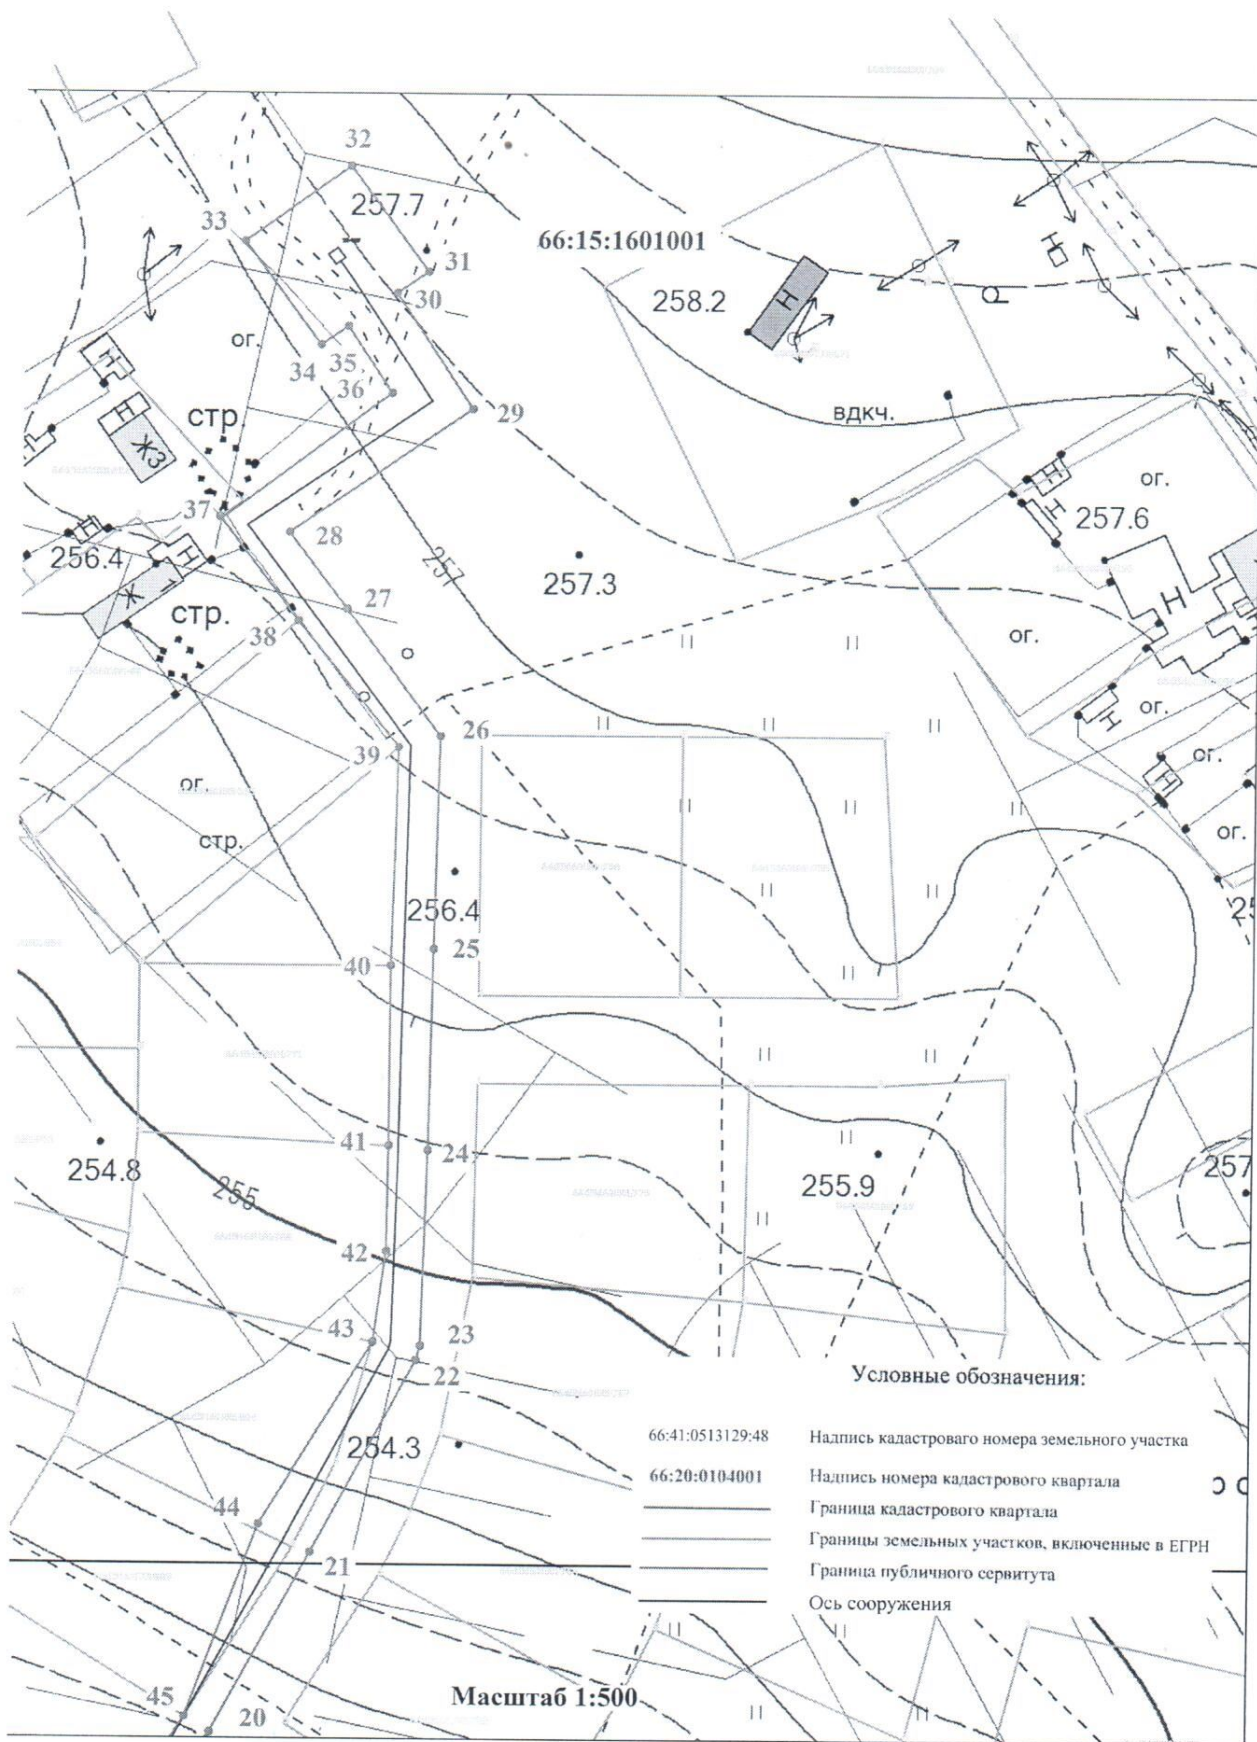 32
257.7
33
66:15:1601001
31
30
258.2
Н
Н
ог.
34
35
36
29
вдкч.
стр.
Н
Г
Н
Ж3
ог.
Н
Н
37
28
257.6
256.4
Н
Н
257
257.3
Ж
27
Н
стр.
38
ог.
26
ог.
Н
39
ог.
Н
ог.
стр.
ог.
256.4
25
40
41
24
254.8
255.9
257
255
42
43
23
22
Условные обозначения:
254.3
66:41:0513129:48 Надпись кадастроваго номера земельного участка
66:20:0104001 Надпись номера кадастрового квартала
Граница кадастрового квартала
44
Границы земельных участков, включенные в ЕГРН
21
Граница публичного сервитута
Ось сооружения
Масштаб 1:500
45
20